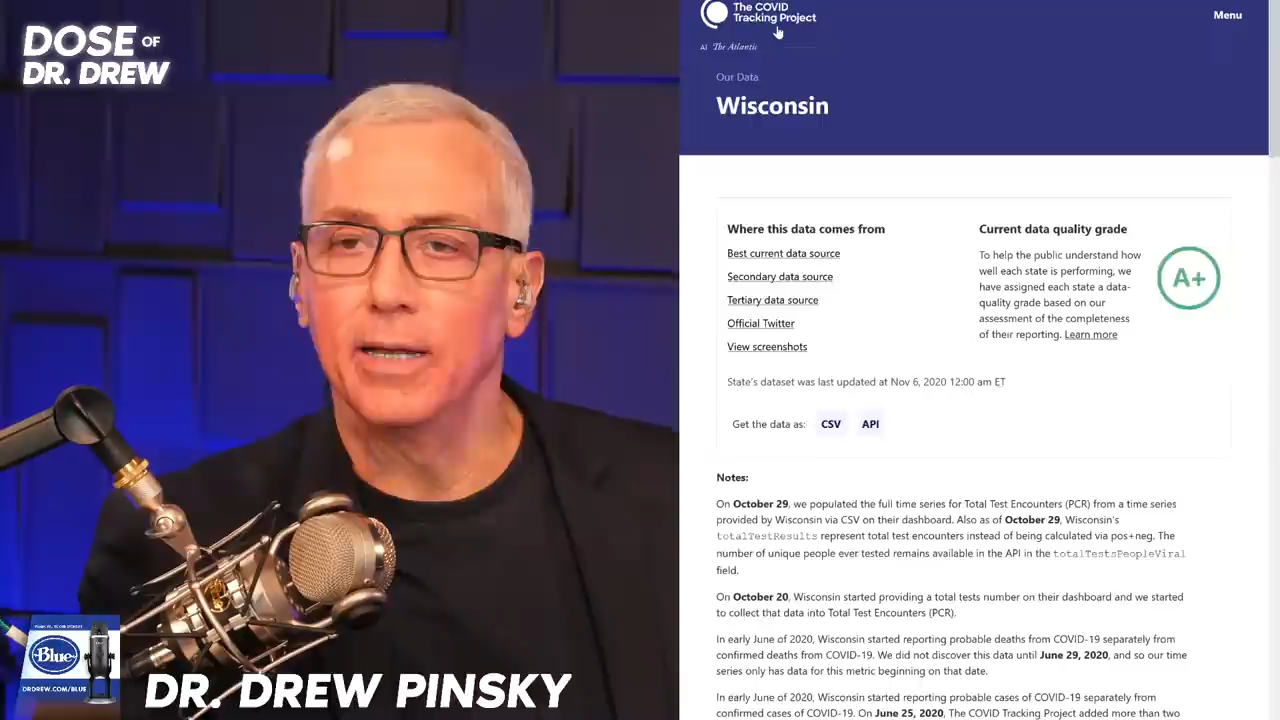 DOSE OF
DR. DREW
Blue
DRDREW.COM/BLUE
DR. DREW PINSKY
The COVID
Tracking Project
Menu
The Atlantic
Our Data
Wisconsin
Where this data comes from
Best current data source
Secondary data source
Tertiary data source
Official Twitter
View screenshots
Current data quality grade
To help the public understand how
well each state is performing, we
have assigned each state a data-
quality grade based on our
assessment of the completeness
of their reporting. Learn more
A+
State's dataset was last updated at Nov 6, 2020 12:00 am ET
Get the data as: CSV API
Notes:
On October 29, we populated the full time series for Total Test Encounters (PCR) from a time series
provided by Wisconsin via CSV on their dashboard. Also as of October 29, Wisconsin's
totalTestResults represent total test encounters instead of being calculated via pos+neg. The
number of unique people ever tested remains available in the API in the totalTestsPeopleViral
field.
On October 20, Wisconsin started providing a total tests number on their dashboard and we started
to collect that data into Total Test Encounters (PCR).
In early June of 2020, Wisconsin started reporting probable deaths from COVID-19 separately from
confirmed deaths from COVID-19. We did not discover this data until June 29, 2020, and so our time
series only has data for this metric beginning on that date.
In early June of 2020, Wisconsin started reporting probable cases of COVID-19 separately from
confirmed cases of COVID-19. On June 25, 2020, The COVID Tracking Project added more than two